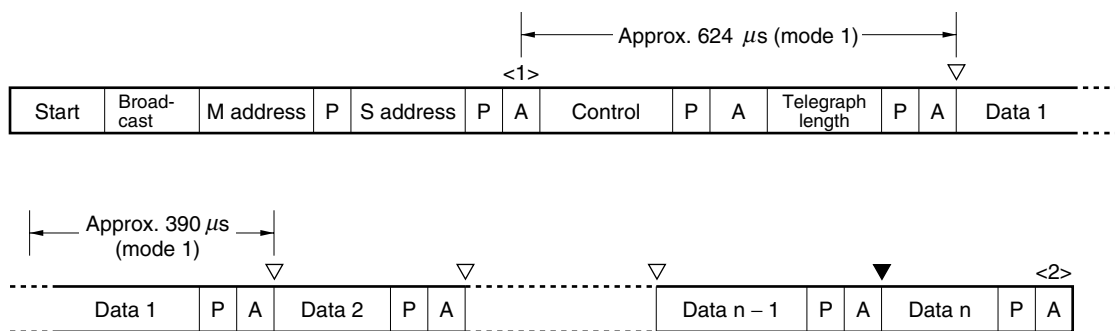 Approx. 624 μs (mode 1)
<1>
Start Broad-cast M address P S address P A Control P A Telegraph length P A Data 1
Approx. 390 μs
(mode 1)
<2>
Data 1 P A Data 2 P A Data n – 1 P A Data n P A